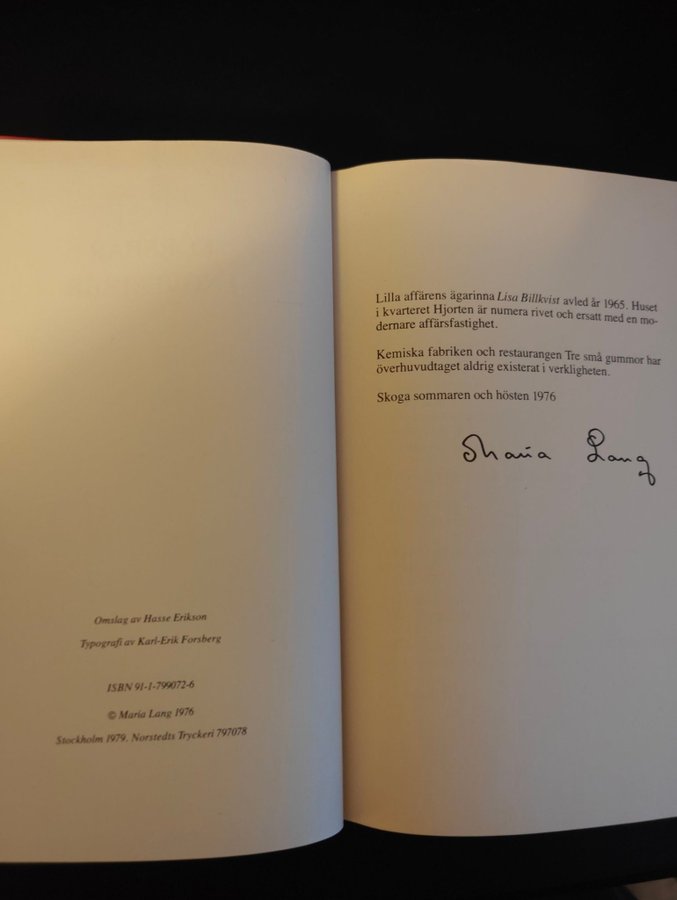 Omslag av Hasse Erikson
Typografi av Karl-Erik Forsberg
ISBN 91-1-799072-6
© Maria Lang 1976
Stockholm 1979. Norstedts Tryckeri 797078
Lilla affärens ägarinna Lisa Billkvist avled år 1965. Huset
i kvarteret Hjorten är numera rivet och ersatt med en mo-
dernare affärsfastighet.
Kemiska fabriken och restaurangen Tre små gummor har
överhuvudtaget aldrig existerat i verkligheten.
Skoga sommaren och hösten 1976
Maria Lang